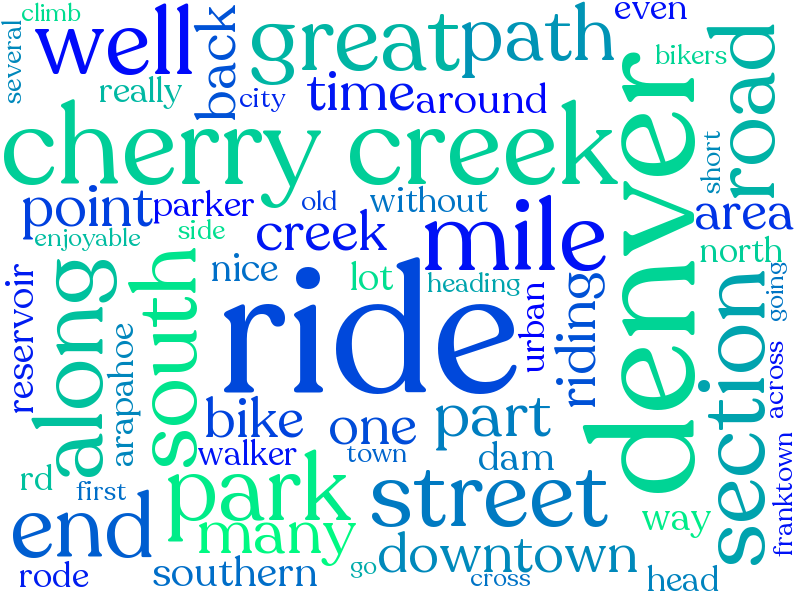 climb
even
several
well
back
great
path
bikers
road
really
city
time
around
cherry creek
denver
short
point
parker
old
without
area
enjoyable
side
creek
mile
north
reservoir
along
south
nice
lot
heading
ride
urban
riding
section
going
arapahoe
bike
one
part
across
walker
town
dam
rd
first
park
street
way
franktown
end
many
downtown
rode
southern
go
cross
head